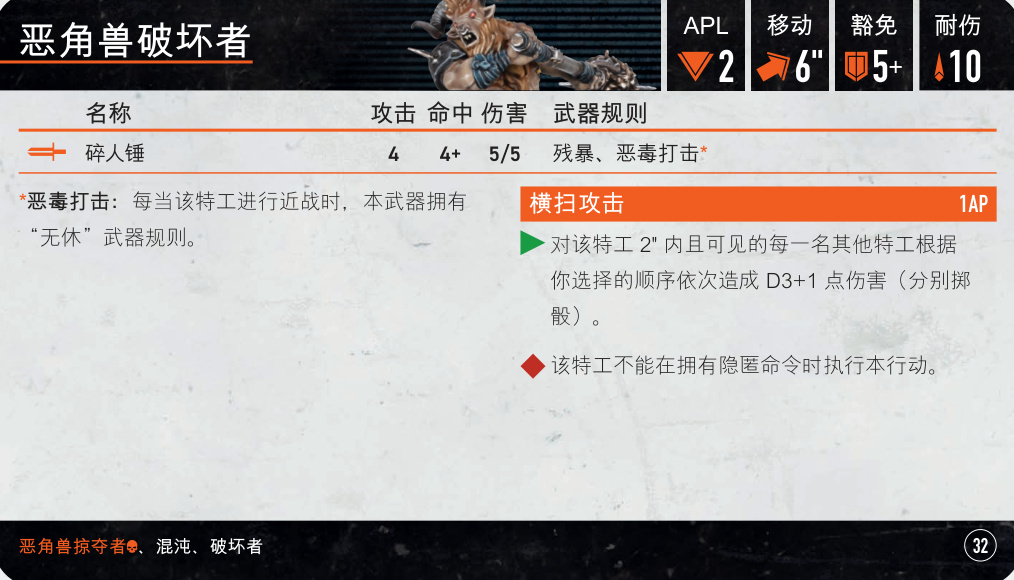 恶角兽破坏者
APL 移动 豁免 耐伤
2 6" 5+ 10
名称 攻击 命中 伤害 武器规则
碎人锤 4 4+ 5/5 残暴、恶毒打击*
*恶毒打击：每当该特工进行近战时，本武器拥有
“无休”武器规则。
横扫攻击 1AP
对该特工 2" 内且可见的每一名其他特工根据
你选择的顺序依次造成 D3+1 点伤害（分别掷
骰）。
该特工不能在拥有隐匿命令时执行本行动。
恶角兽掠夺者、混沌、破坏者
32